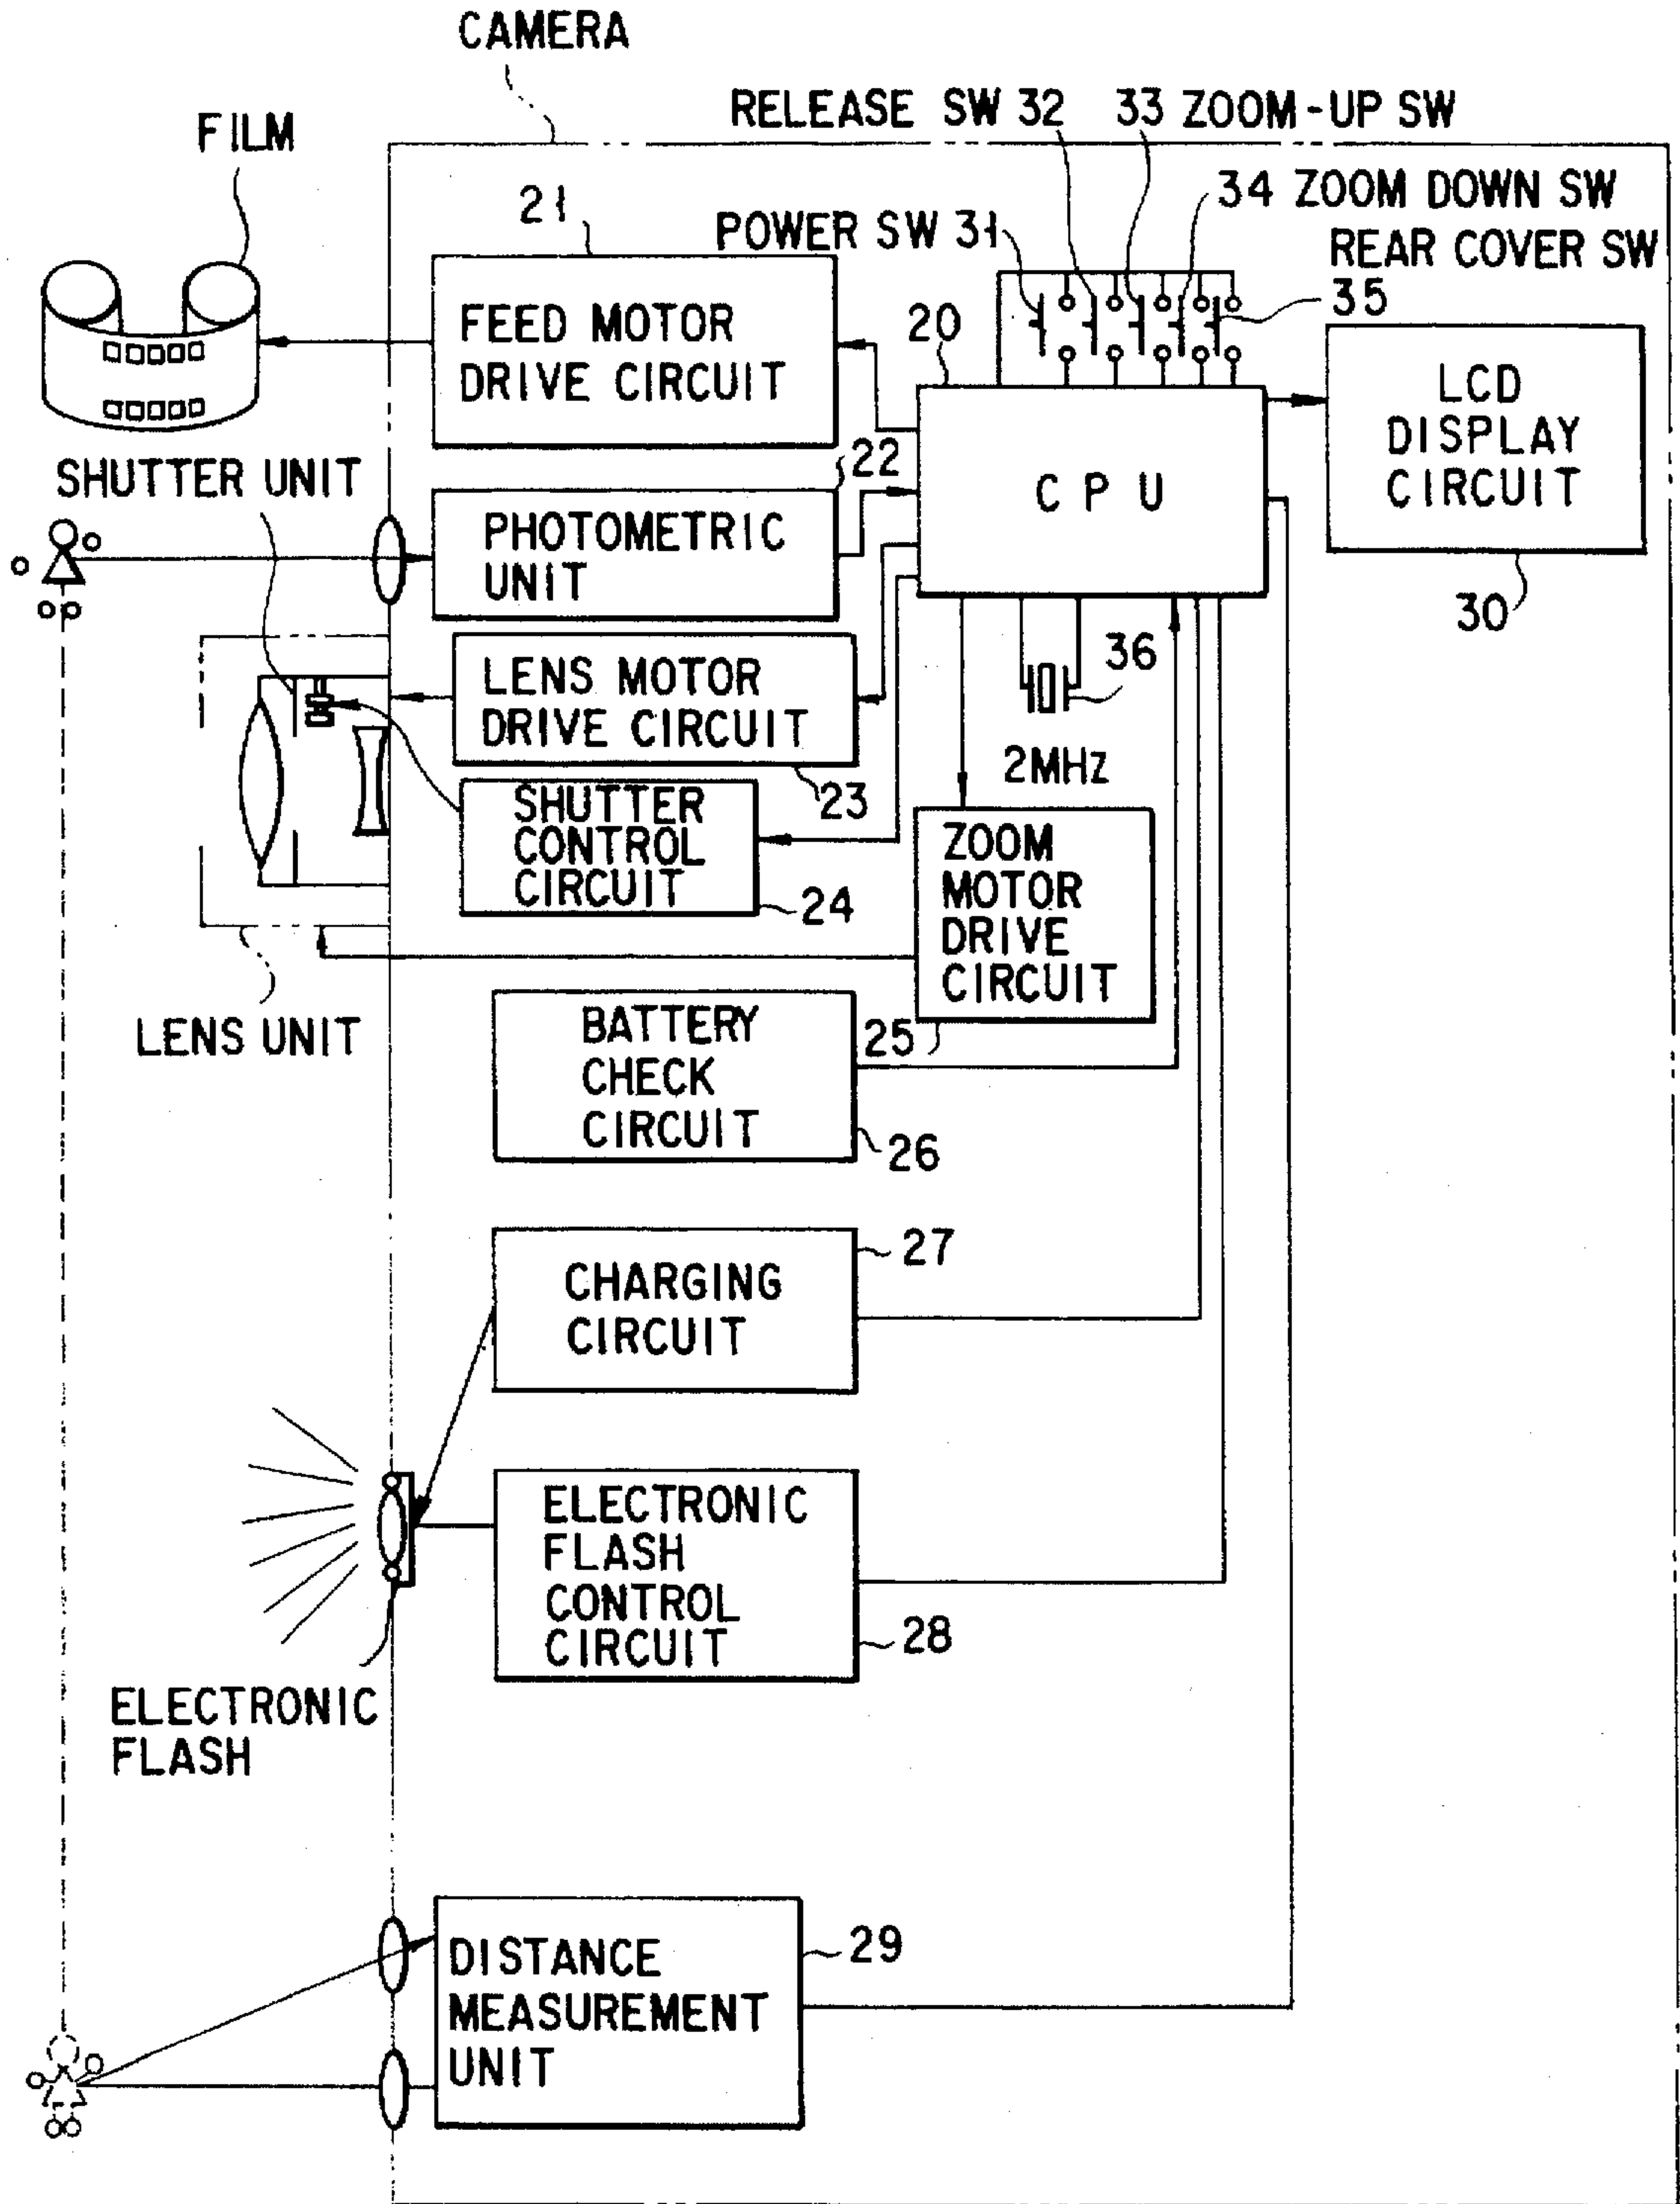 CAMERA
FILM
RELEASE SW 32
33 ZOOM-UP SW
34 ZOOM DOWN SW
21
POWER SW 31
REAR COVER SW
35
FEED MOTOR
DRIVE CIRCUIT
20
LCD
DISPLAY
CIRCUIT
SHUTTER UNIT
22
CPU
PHOTOMETRIC
UNIT
30
LENS MOTOR
DRIVE CIRCUIT
36
2MHz
23
SHUTTER
CONTROL
CIRCUIT
24
ZOOM
MOTOR
DRIVE
CIRCUIT
LENS UNIT
25
BATTERY
CHECK
CIRCUIT
26
27
CHARGING
CIRCUIT
ELECTRONIC
FLASH
CONTROL
CIRCUIT
28
ELECTRONIC
FLASH
29
DISTANCE
MEASUREMENT
UNIT